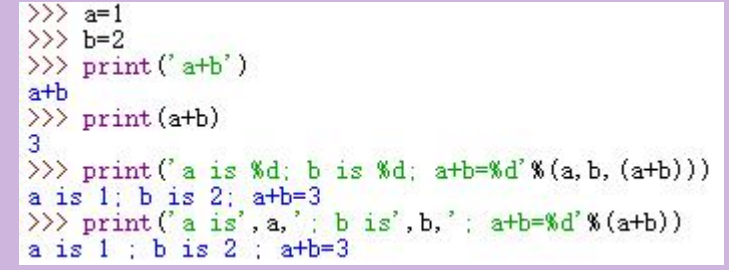 >>> a=1
>>> b=2
>>> print('a+b')
a+b
>>> print(a+b)
3
>>> print('a is %d; b is %d; a+b=%d'%(a,b,(a+b)))
a is 1; b is 2; a+b=3
>>> print('a is',a,'; b is',b,'; a+b=%d'%(a+b))
a is 1 ; b is 2 ; a+b=3